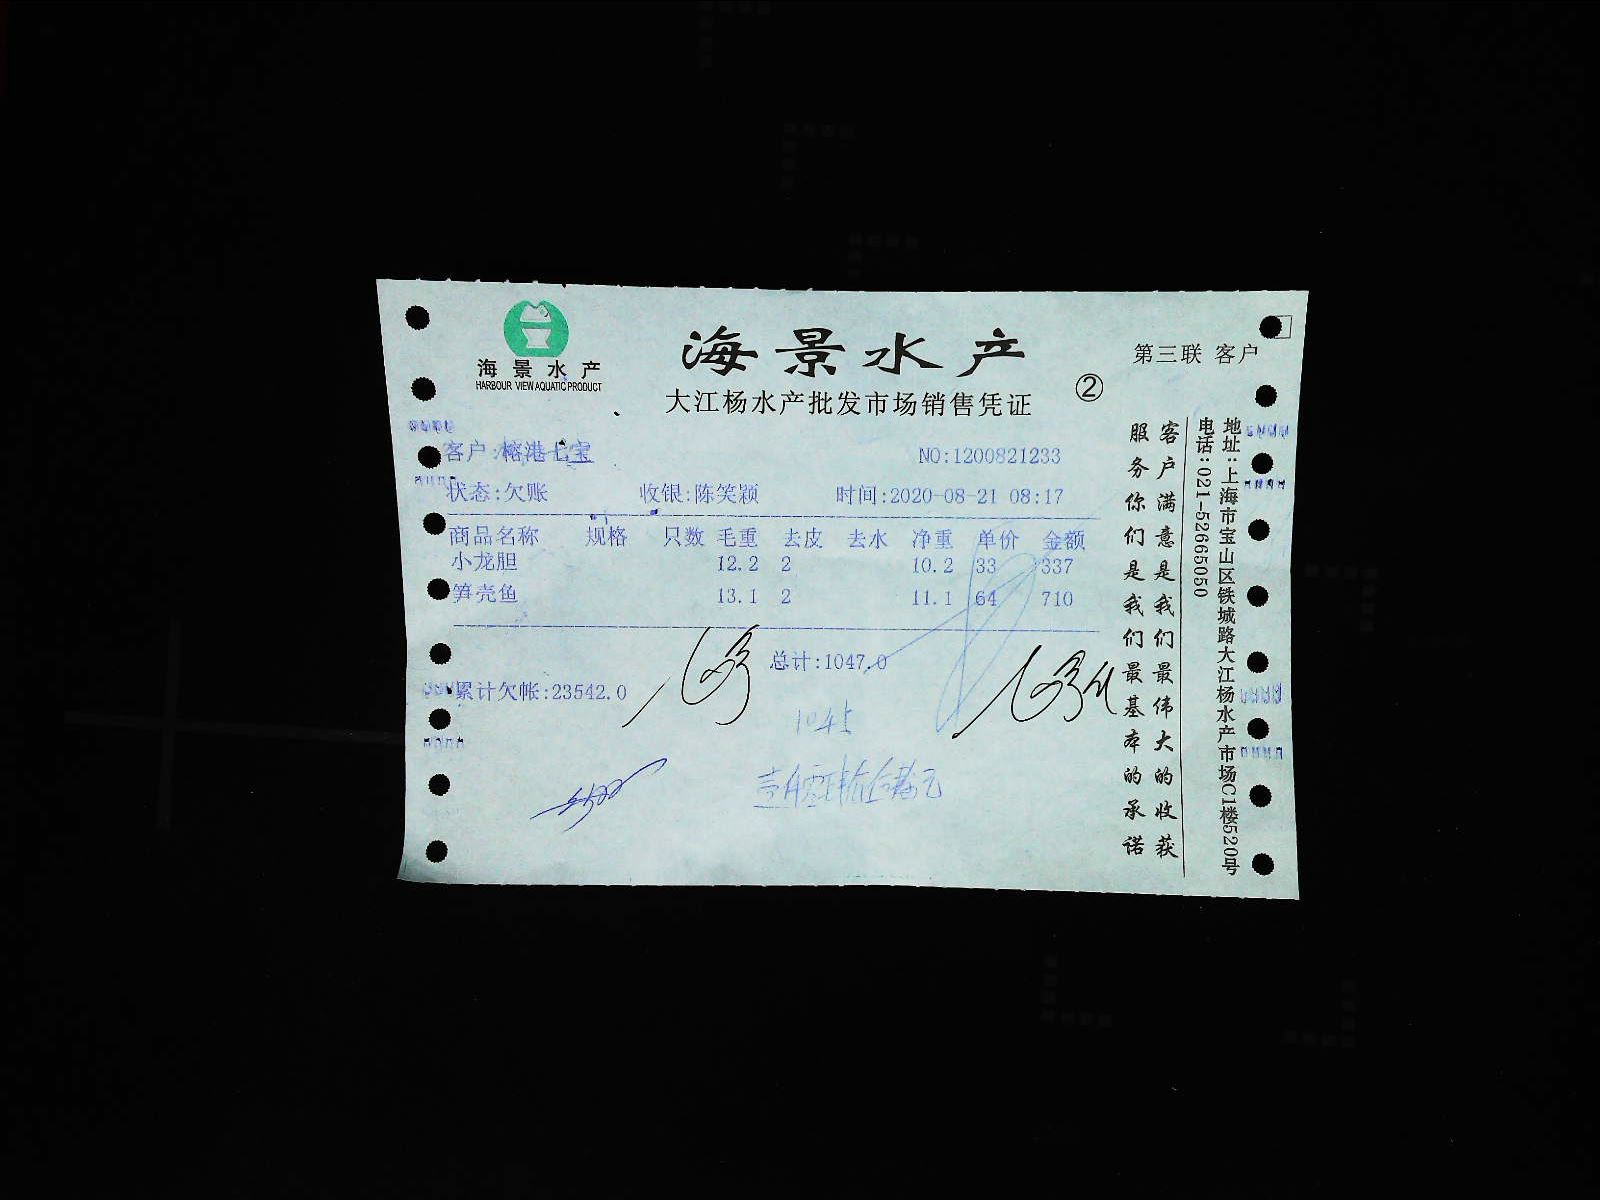 海景水产
HARBOUR VIEW AQUATIC PRODUCT
海景水产
大江杨水产批发市场销售凭证
②
第三联 客户
客户:榕港七宝
NO:1200821233
状态:欠账 收银:陈笑颖 时间:2020-08-21 08:17
商品名称 规格 只数 毛重 去皮 去水 净重 单价 金额
小龙胆 12.2 2 10.2 33 337
笋壳鱼 13.1 2 11.1 64 710
总计:1047.0
累计欠帐:23542.0
1045
客户满意是我们最伟大的收获
服务你们是我们最基本的承诺
地址:上海市宝山区铁城路大江杨水产市场C1楼520号
电话:021-52665050